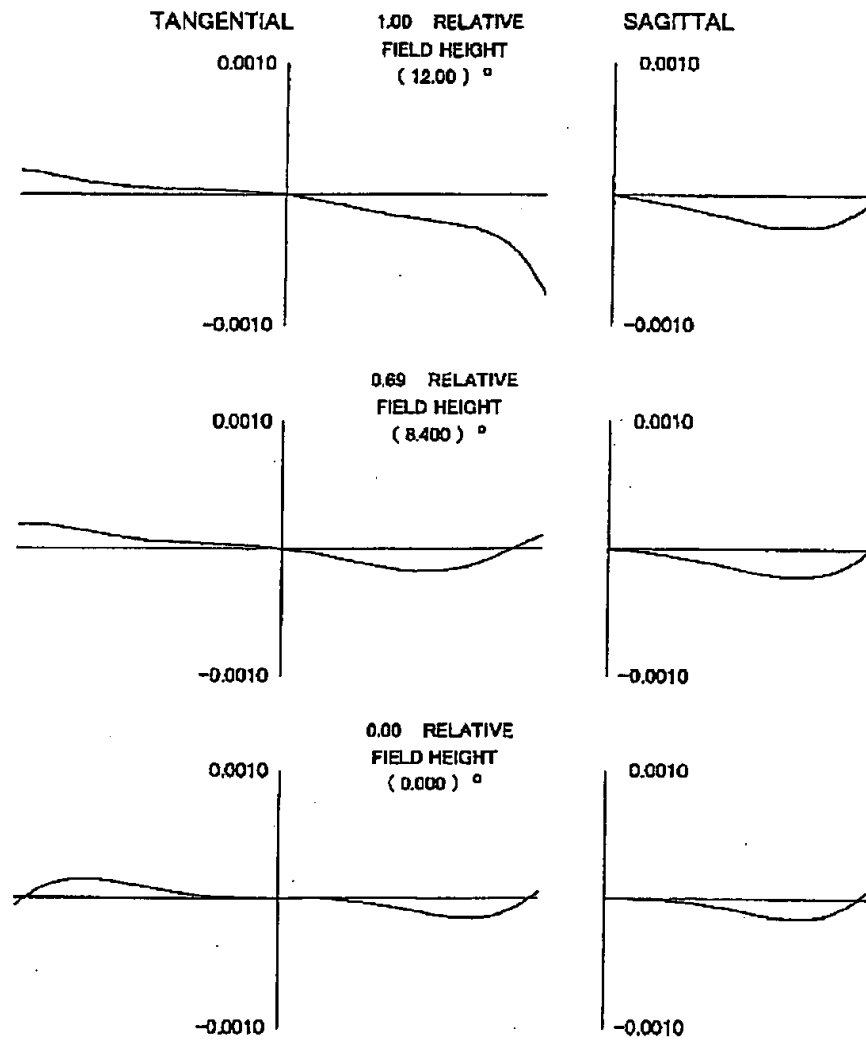 TANGENTIAL
1.00 RELATIVE
FIELD HEIGHT
( 12.00 ) º
SAGITTAL
0.0010
0.0010
-0.0010
-0.0010
0.69 RELATIVE
FIELD HEIGHT
( 8.400 ) º
0.0010
0.0010
-0.0010
-0.0010
0.00 RELATIVE
FIELD HEIGHT
( 0.000 ) º
0.0010
0.0010
-0.0010
-0.0010